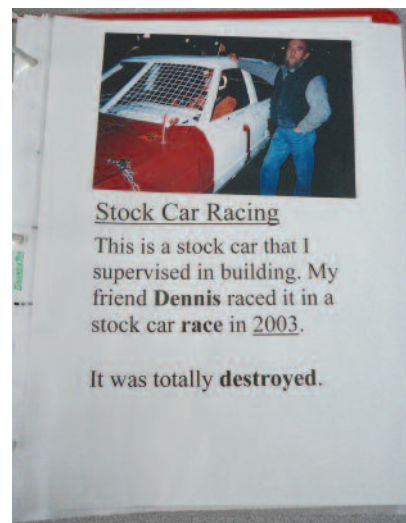 Stock Car Racing
This is a stock car that I
supervised in building. My
friend Dennis raced it in a
stock car race in 2003.
It was totally destroyed.